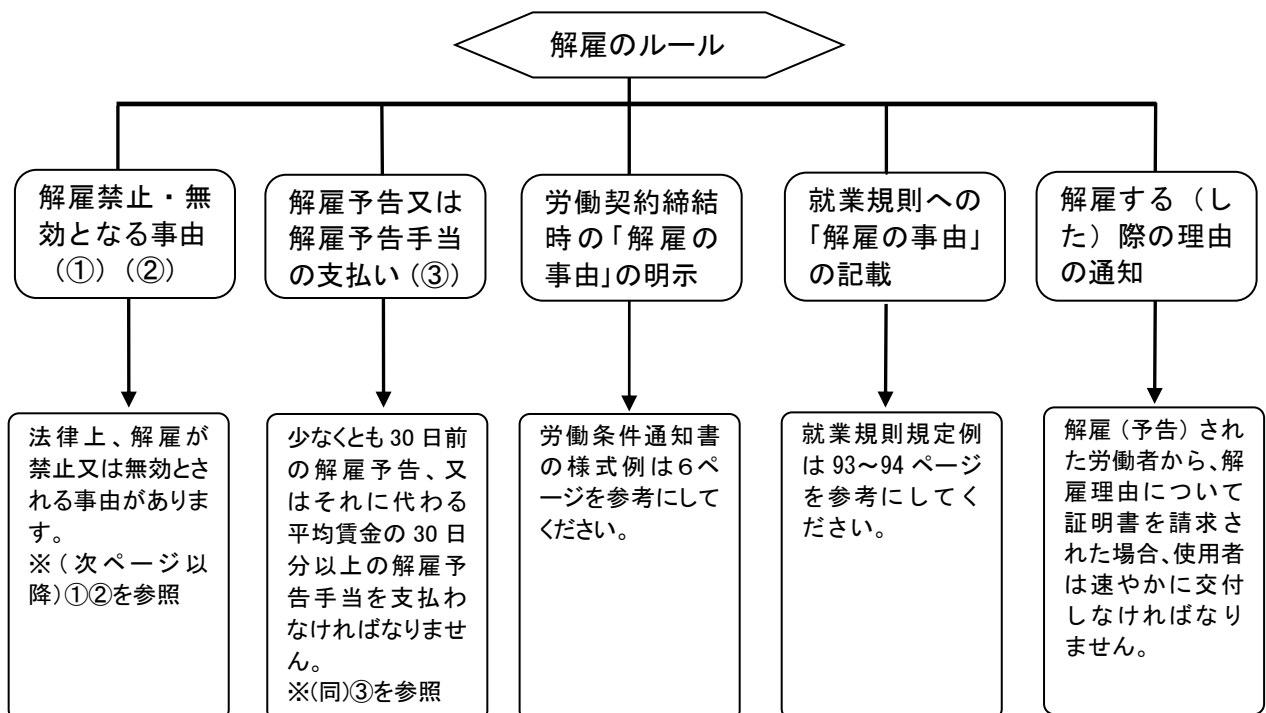 解雇のルール
解雇禁止・無
効となる事由
（①）（②）
解雇予告又は
解雇予告手当
の支払い（③）
労働契約締結
時の「解雇の
事由」の明示
就業規則への
「解雇の事由」
の記載
解雇する（し
た）際の理由
の通知
法律上、解雇が
禁止又は無効とさ
れる事由がありま
す。
※（次ページ以
降）①②を参照
少なくとも 30 日前
の解雇予告、又
はそれに代わる
平均賃金の 30 日
分以上の解雇予
告手当を支払わ
なければなりませ
ん。
※(同)③を参照
労働条件通知書
の様式例は６ペ
ージを参考にして
ください。
就業規則規定例
は 93～94 ページ
を参考にしてく
ださい。
解雇（予告）され
た労働者から、解
雇理由について
証明書を請求さ
れた場合、使用者
は速やかに交付
しなければなり
ません。